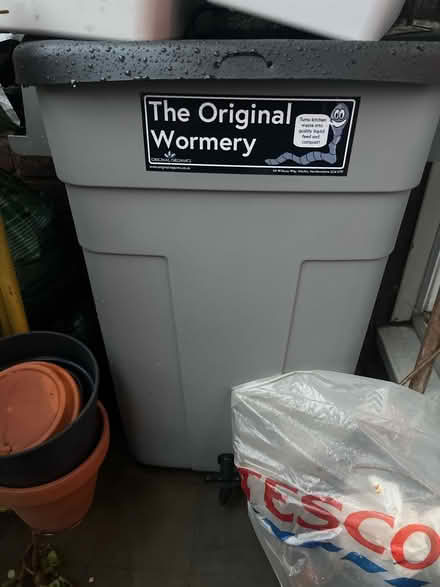 The Original
Wormery
Turns kitchen
waste into
quality liquid
feed and
compost!
ORIGINAL ORGANICS
TESCO